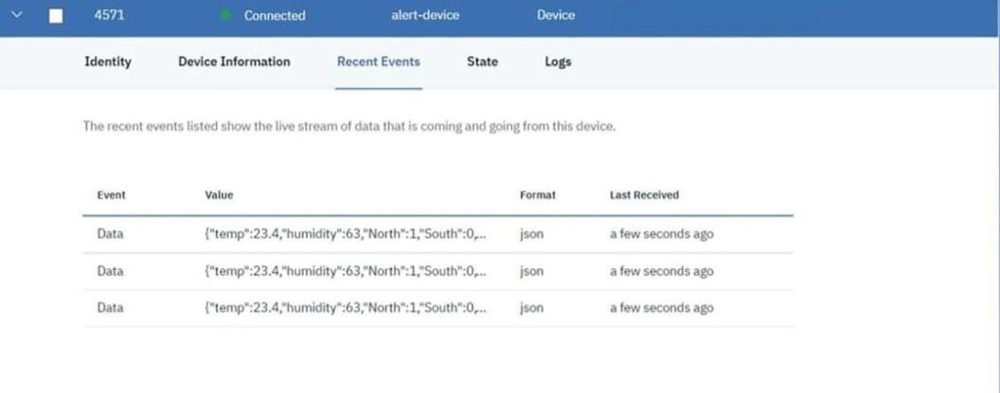 4571 Connected alert-device Device
Identity Device Information Recent Events State Logs
The recent events listed show the live stream of data that is coming and going from this device.
Event Value Format Last Received
Data {"temp":23.4,"humidity":63,"North":1,"South":0,... json a few seconds ago
Data {"temp":23.4,"humidity":63,"North":1,"South":0,... json a few seconds ago
Data {"temp":23.4,"humidity":63,"North":1,"South":0,... json a few seconds ago